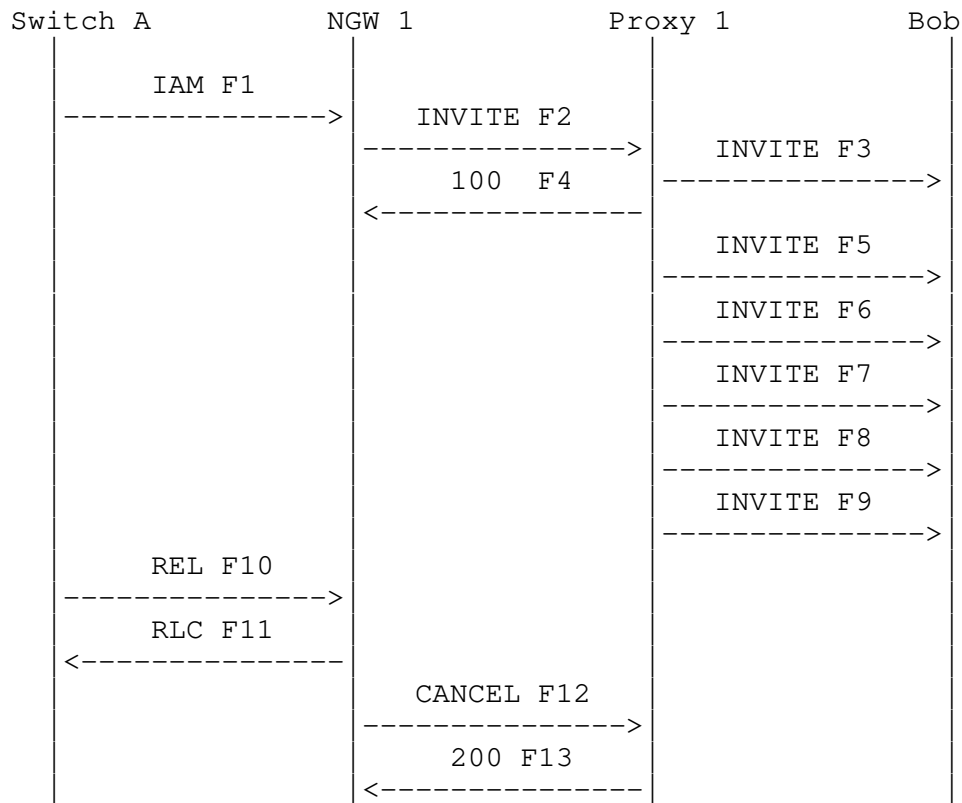 Switch A NGW 1 Proxy 1 Bob
IAM F1
INVITE F2
INVITE F3
100 F4
INVITE F5
INVITE F6
INVITE F7
INVITE F8
INVITE F9
REL F10
RLC F11
CANCEL F12
200 F13